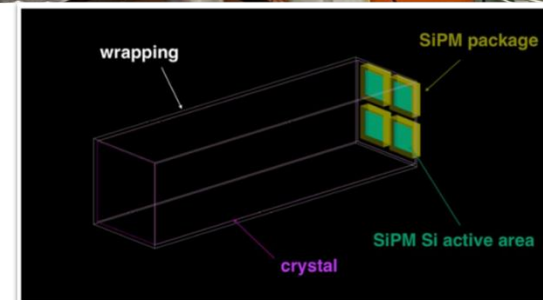 SiPM package
wrapping
SiPM Si active area
crystal